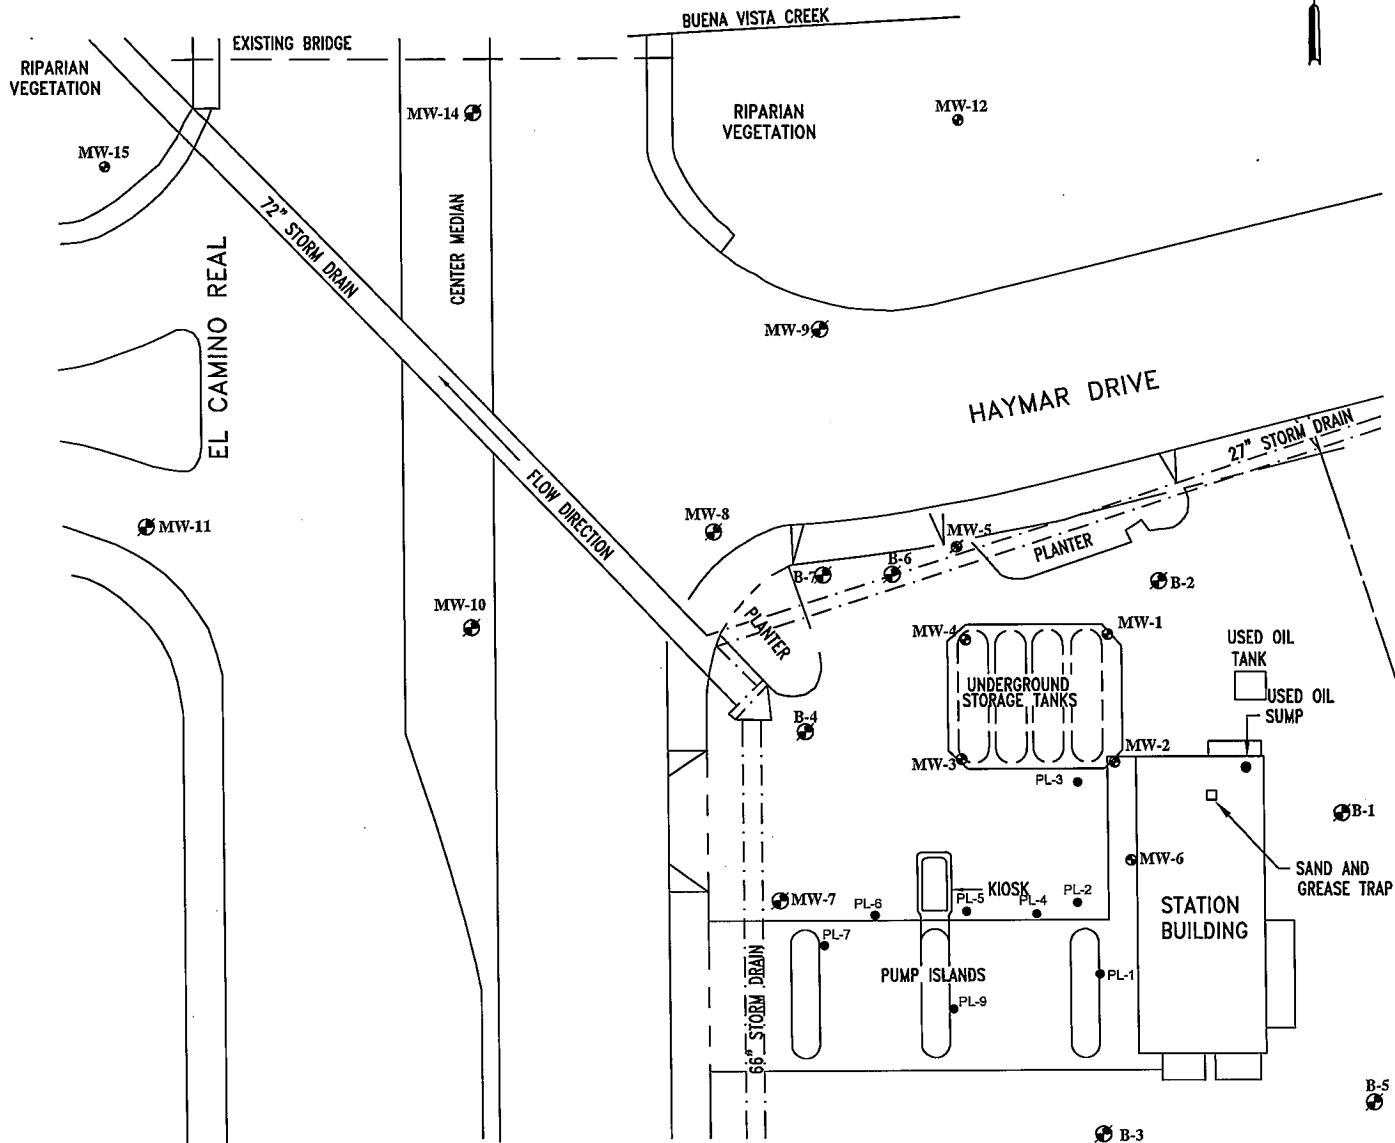 BUENA VISTA CREEK
EXISTING BRIDGE
RIPARIAN
VEGETATION
MW-14
RIPARIAN
VEGETATION
MW-12
MW-15
72" STORM DRAIN
CENTER MEDIAN
EL CAMINO REAL
MW-9
HAYMAR DRIVE
27" STORM DRAIN
FLOW DIRECTION
MW-11
MW-8
MW-5
PLANTER
B-7
B-6
B-2
MW-10
PLANTER
MW-4
MW-1
USED OIL
TANK
UNDERGROUND
STORAGE TANKS
USED OIL
SUMP
B-4
MW-3
MW-2
PL-3
B-1
MW-6
SAND AND
GREASE TRAP
KIOSK
MW-7
PL-6
PL-5
PL-4
PL-2
STATION
BUILDING
PL-7
PUMP ISLANDS
PL-1
PL-9
66" STORM DRAIN
B-5
B-3